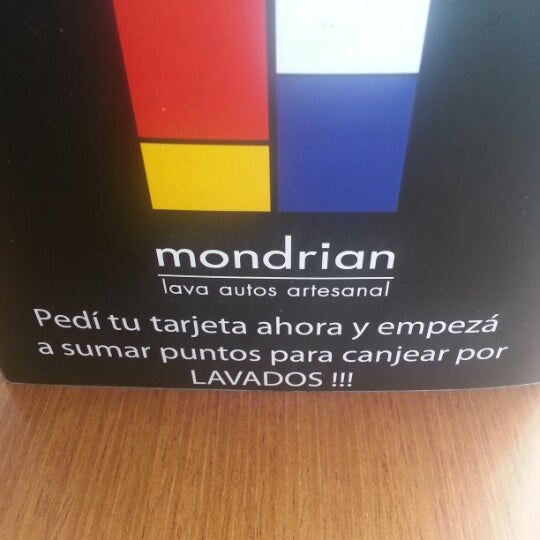 mondrian
lava autos artesanal
Pedí tu tarjeta ahora y empezá
a sumar puntos para canjear por
LAVADOS !!!